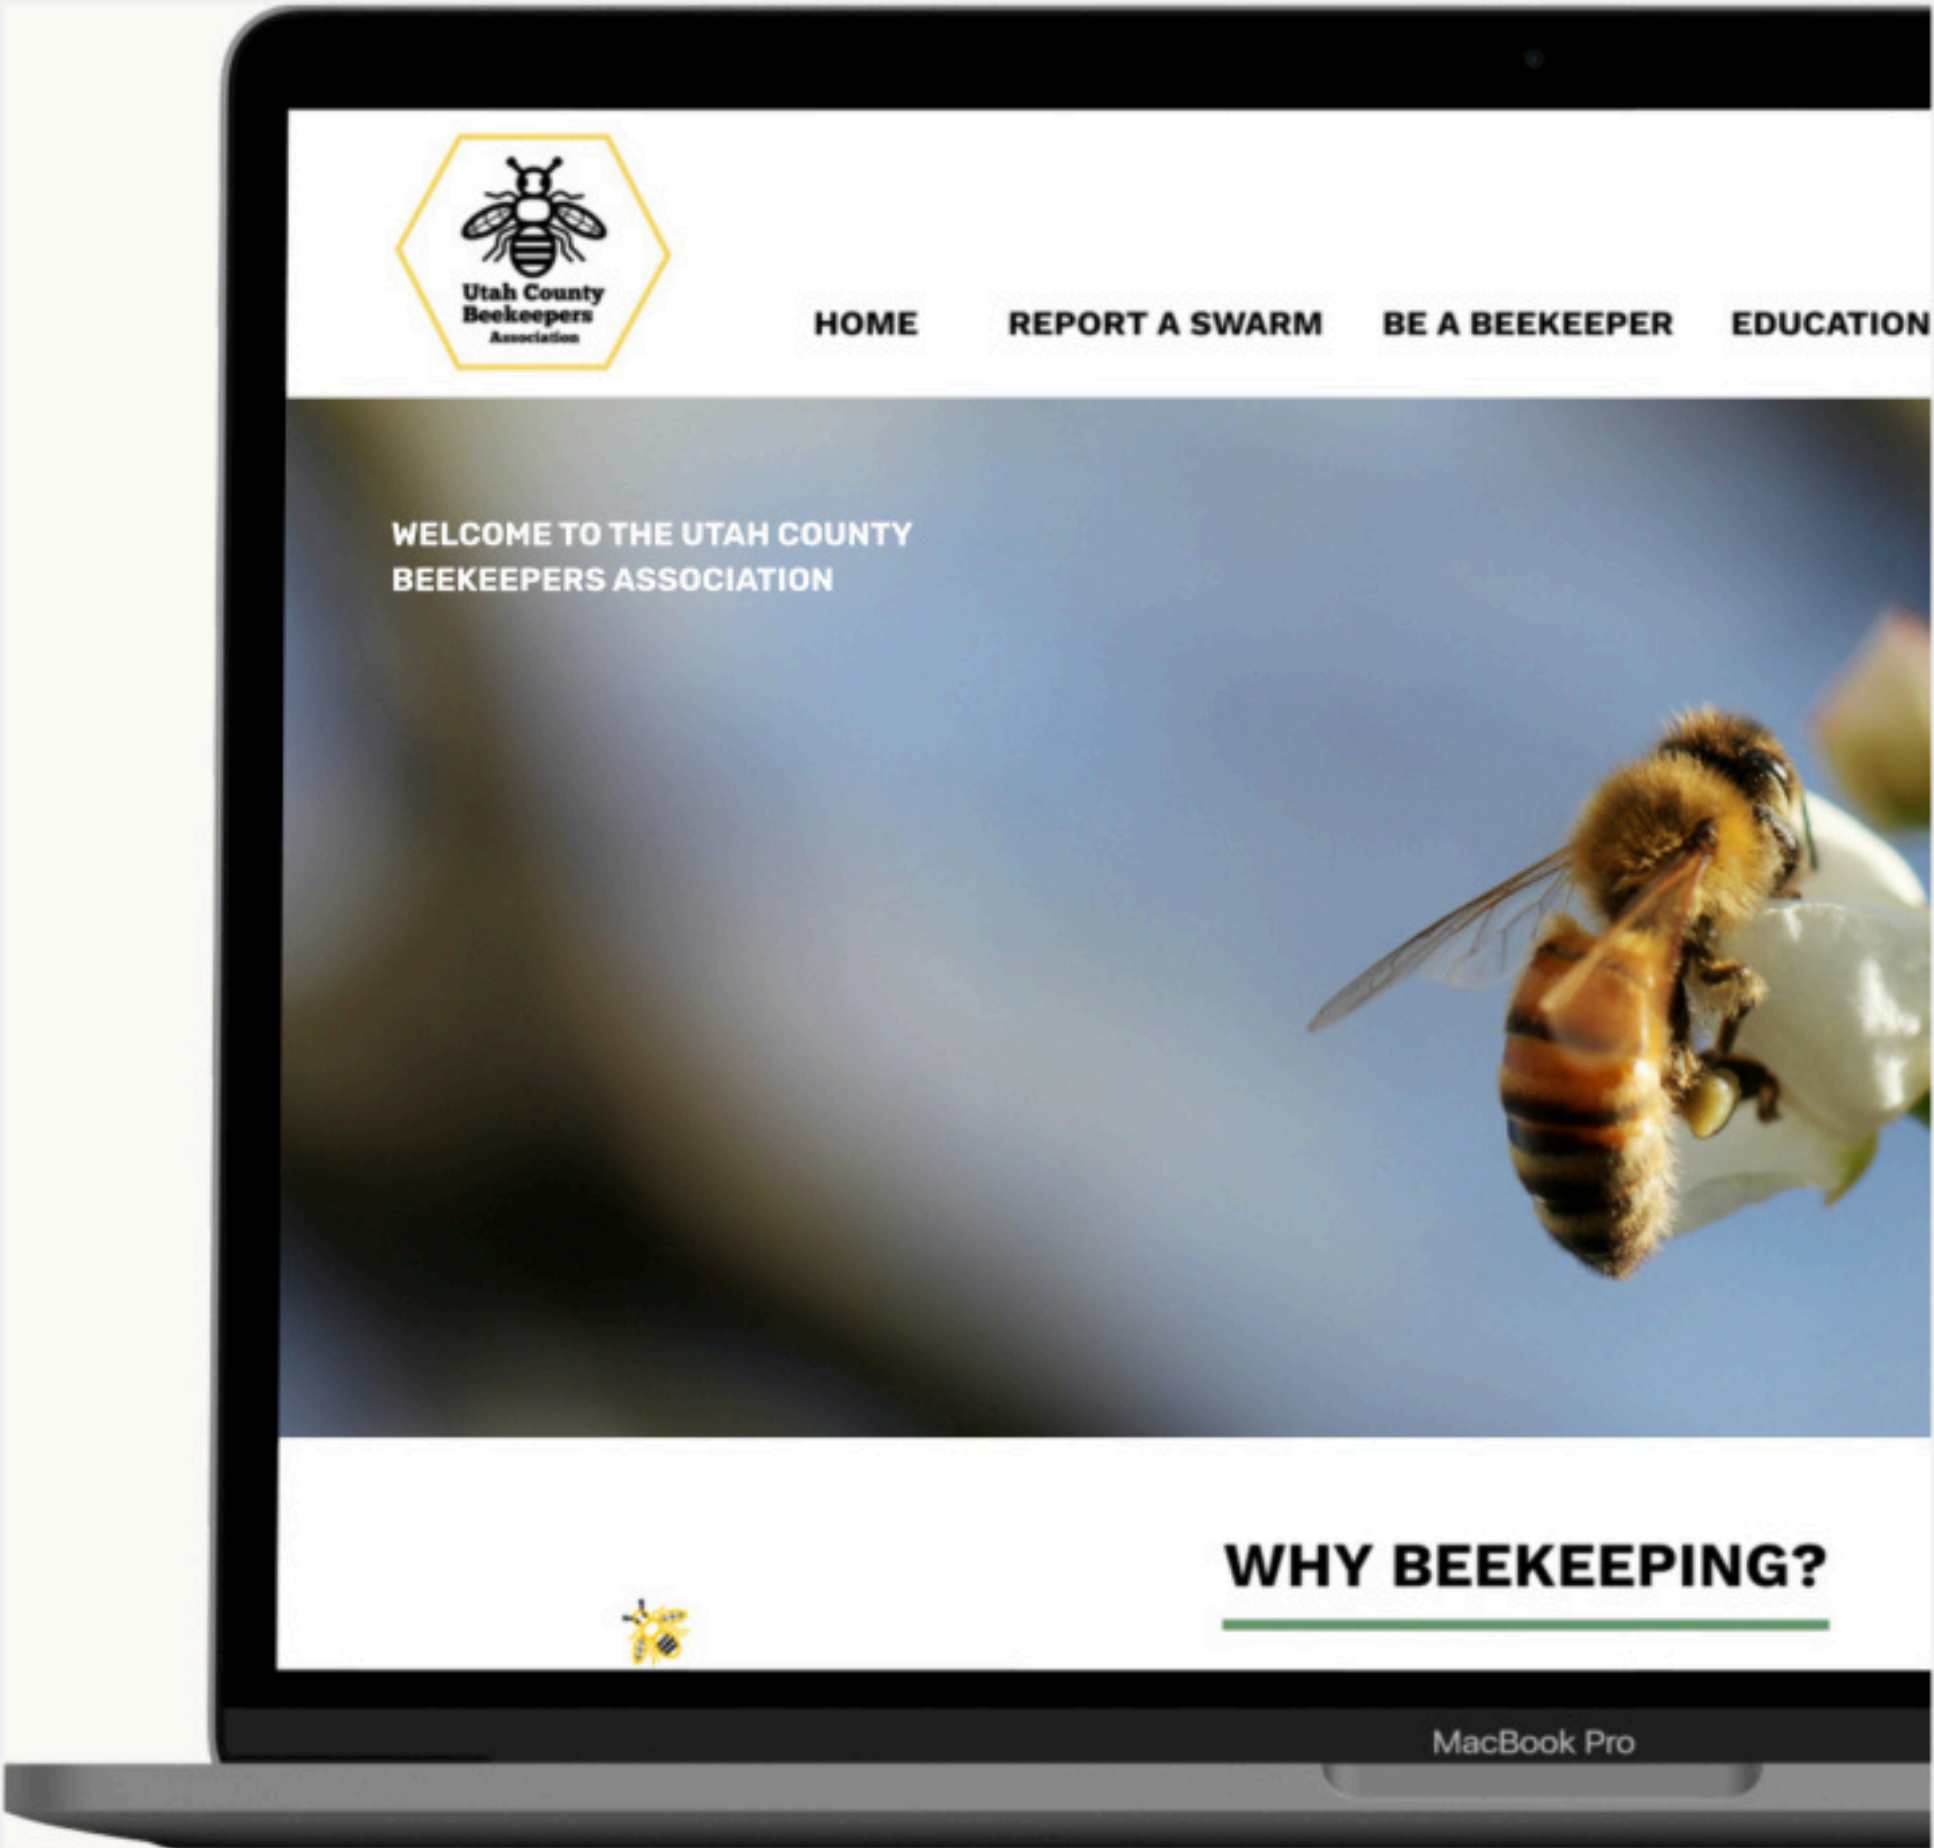 Utah County
Beekeepers
Association
HOME REPORT A SWARM BE A BEEKEEPER EDUCATION
WELCOME TO THE UTAH COUNTY
BEEKEEPERS ASSOCIATION
WHY BEEKEEPING?
MacBook Pro